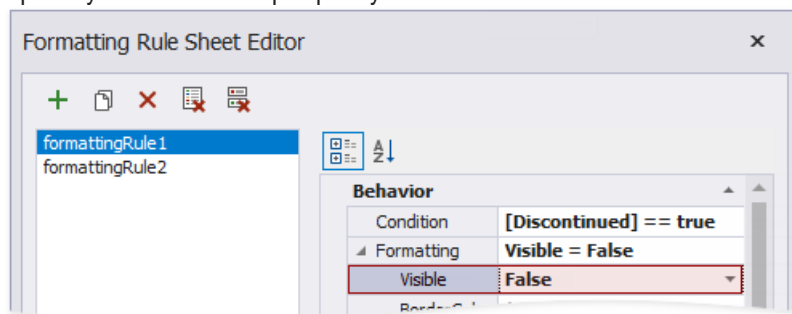 Formatting Rule Sheet Editor
formattingRule1
formattingRule2
Behavior
Condition [Discontinued] == true
Formatting Visible = False
Visible False